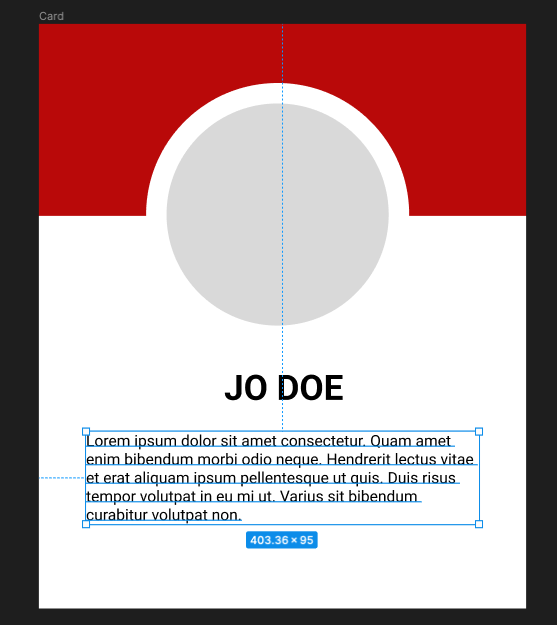 Card
JO DOE
Lorem ipsum dolor sit amet consectetur. Quam amet
enim bibendum morbi odio neque. Hendrerit lectus vitae
et erat aliquam ipsum pellentesque ut quis. Duis risus
tempor volutpat in eu mi ut. Varius sit bibendum
curabitur volutpat non.
403.36 × 95